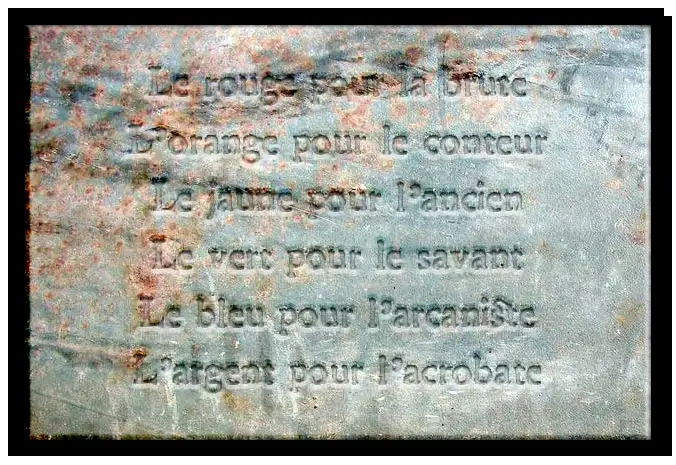 Le rouge pour la brute
L'orange pour le conteur
Le jaune pour l'ancien
Le vert pour le savant
Le bleu pour l'arcaniste
L'argent pour l'acrobate